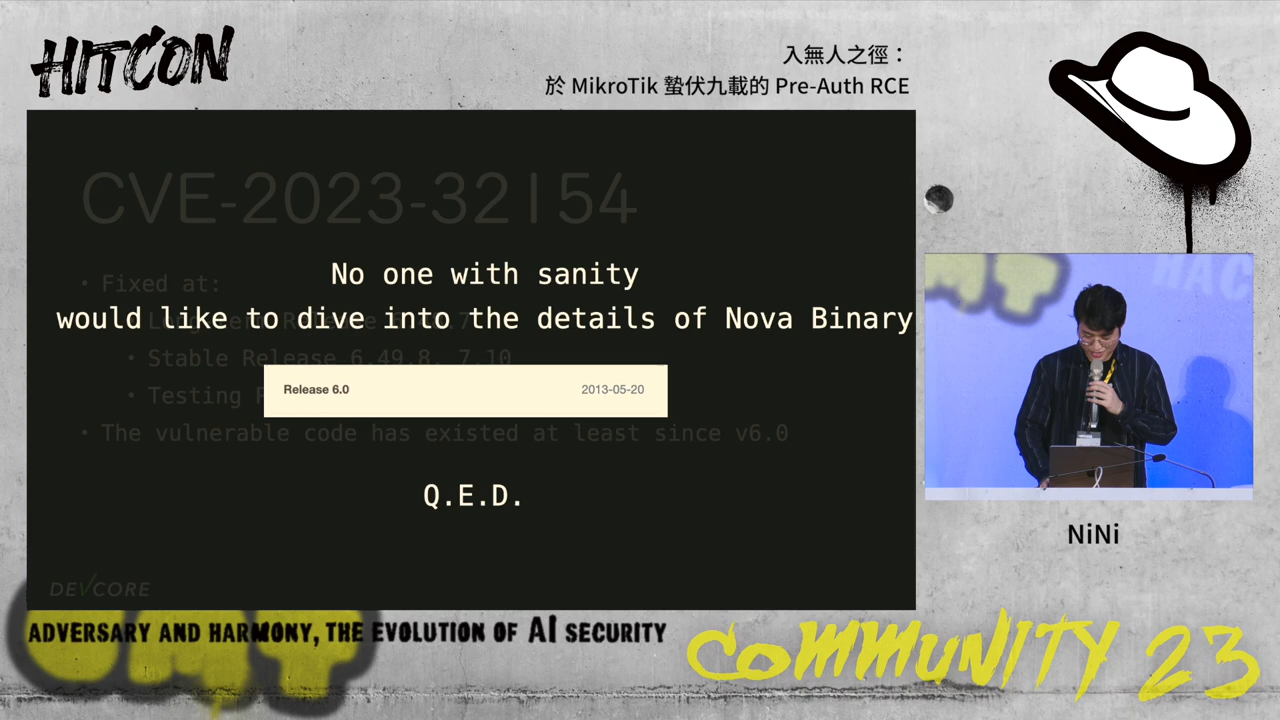 HITCON
入無人之徑：
於 MikroTik 蟄伏九載的 Pre-Auth RCE
CVE-2023-32154
No one with sanity
• Fixed at:
would like to dive into the details of Nova Binary
• Stable Release 6.49.8, 7.10
Release 6.0 2013-05-20
• Testing
• The vulnerable code has existed at least since v6.0
Q.E.D.
DEVCORE
HAC
NiNi
ADVERSARY AND HARMONY, THE EVOLUTION OF AI SECURITY
COMMUNITY 23